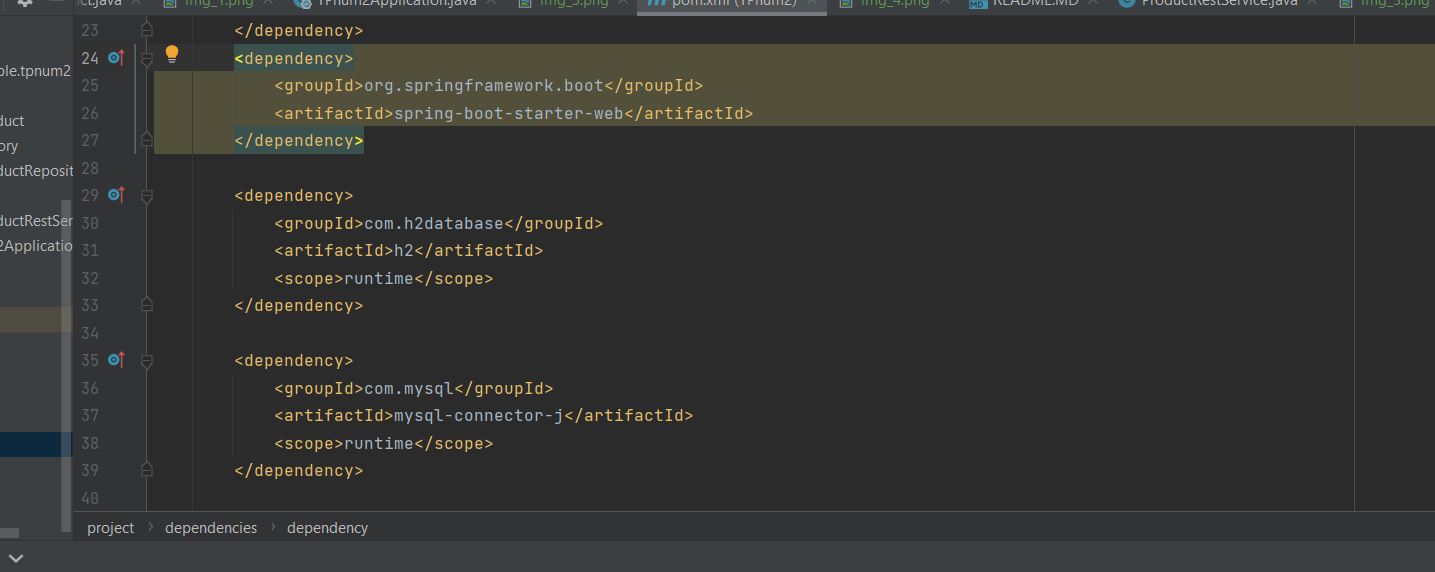 ct.java img_1.png TPnum2Application.java img_5.png pom.xml (TPnum2) img_4.png README.MD ProductRestService.java img_3.png
ple.tpnum2
duct
ory
ductReposit
ductRestSer
2Applicatio
23 </dependency>
24 <dependency>
25 <groupId>org.springframework.boot</groupId>
26 <artifactId>spring-boot-starter-web</artifactId>
27 </dependency>
28
29 <dependency>
30 <groupId>com.h2database</groupId>
31 <artifactId>h2</artifactId>
32 <scope>runtime</scope>
33 </dependency>
34
35 <dependency>
36 <groupId>com.mysql</groupId>
37 <artifactId>mysql-connector-j</artifactId>
38 <scope>runtime</scope>
39 </dependency>
40
project dependencies dependency